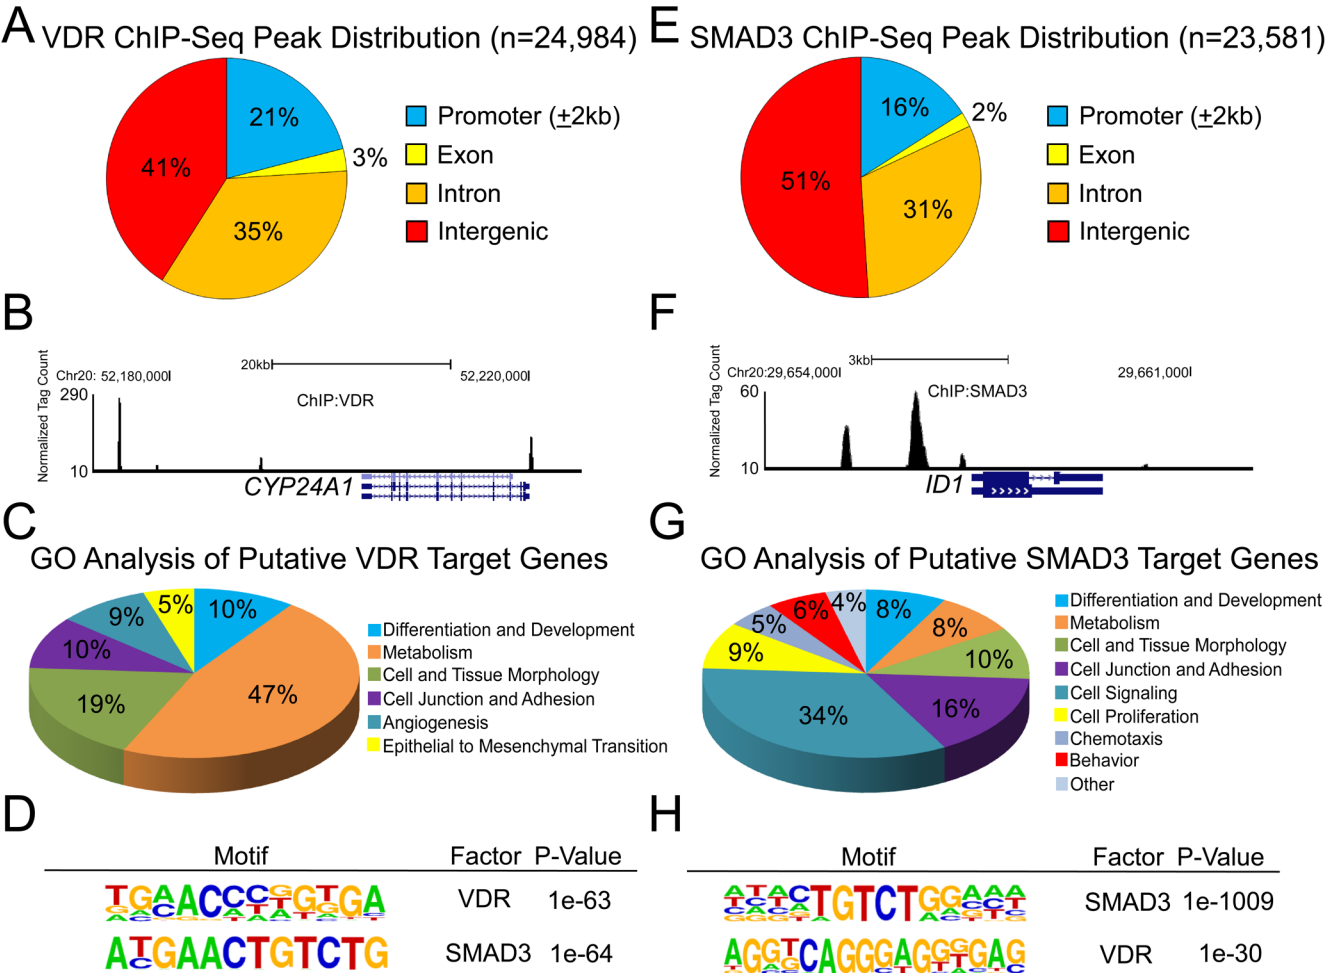 A
VDR ChIP-Seq Peak Distribution (n=24,984)
21%
3%
35%
41%
Promoter (±2kb)
Exon
Intron
Intergenic
B
Normalized Tag Count
20kb
Chr20: 52,180,000
52,220,000
290
ChIP:VDR
10
CYP24A1
C
GO Analysis of Putative VDR Target Genes
5%
10%
9%
10%
19%
47%
Differentiation and Development
Metabolism
Cell and Tissue Morphology
Cell Junction and Adhesion
Angiogenesis
Epithelial to Mesenchymal Transition
D
Motif Factor P-Value
TGAACCCGGTGA VDR 1e-63
ATGAACTGTCTG SMAD3 1e-64
E
SMAD3 ChIP-Seq Peak Distribution (n=23,581)
16%
2%
31%
51%
Promoter (±2kb)
Exon
Intron
Intergenic
F
Normalized Tag Count
3kb
Chr20:29,654,000
29,661,000
60
ChIP:SMAD3
10
ID1
G
GO Analysis of Putative SMAD3 Target Genes
4%
8%
6%
5%
8%
9%
10%
16%
34%
Differentiation and Development
Metabolism
Cell and Tissue Morphology
Cell Junction and Adhesion
Cell Signaling
Cell Proliferation
Chemotaxis
Behavior
Other
H
Motif Factor P-Value
ATACTGTCTGGAAA SMAD3 1e-1009
AGGTCAGGGAGGTGAG VDR 1e-30